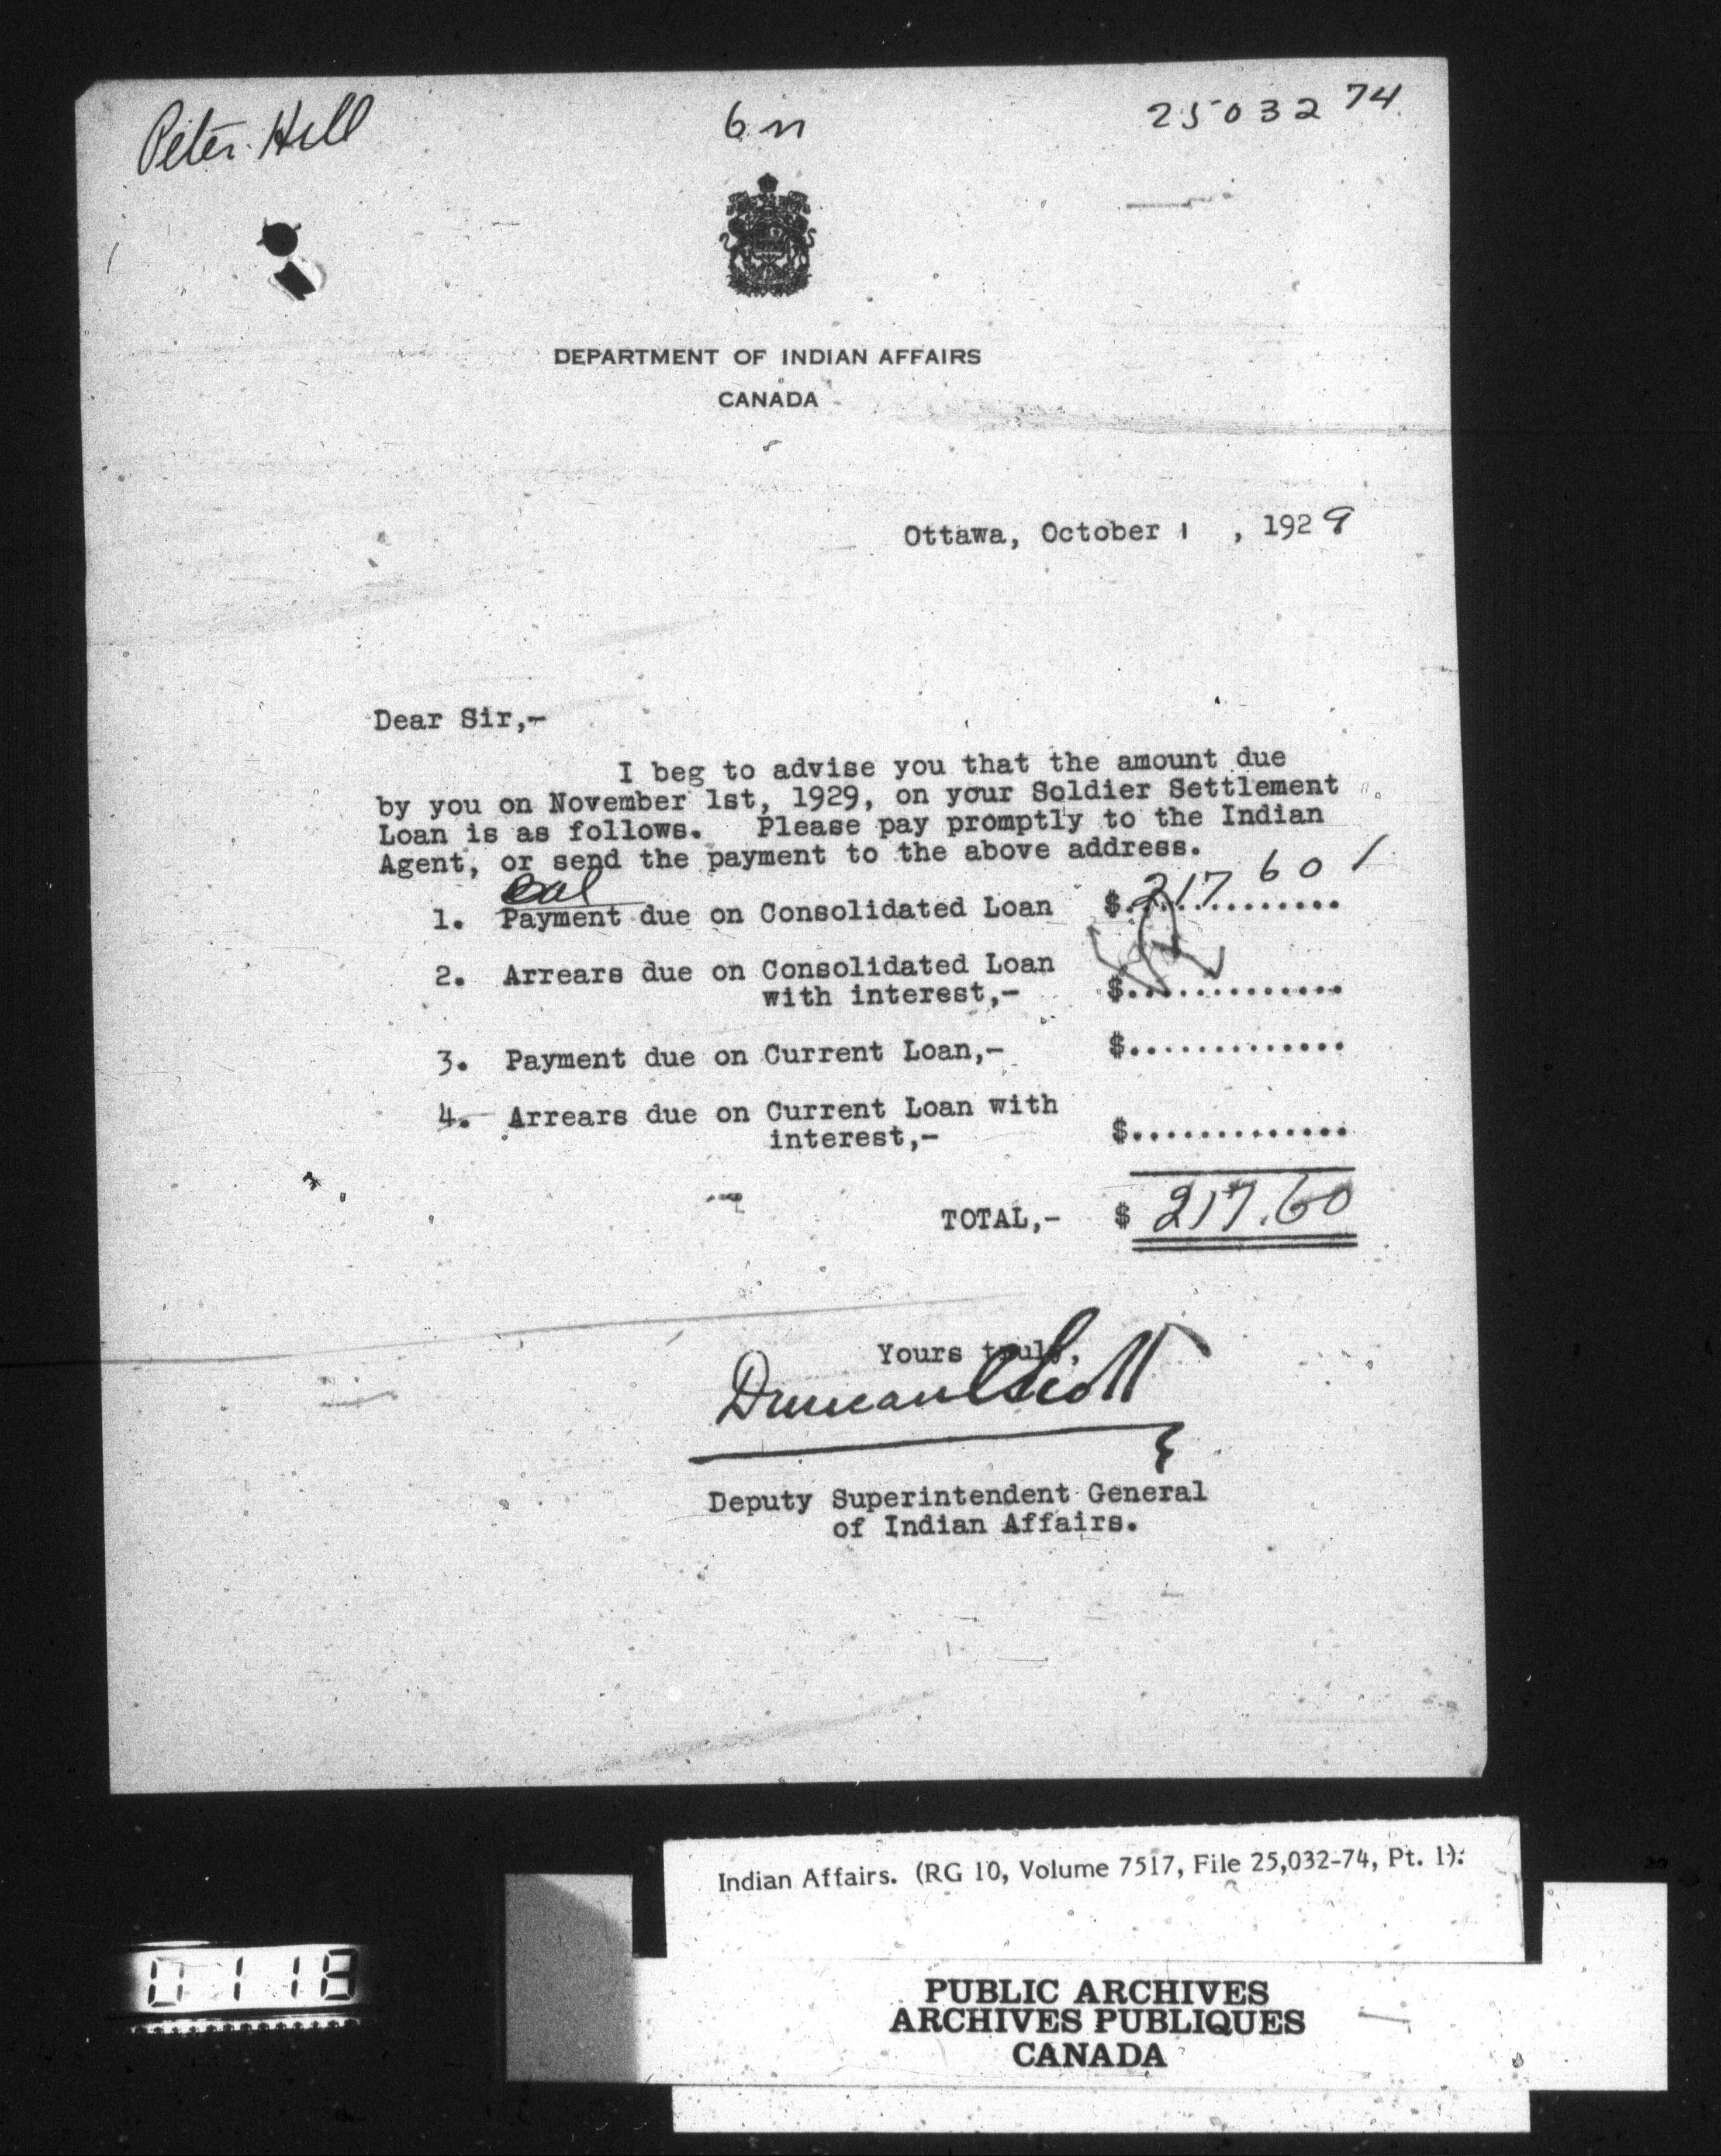 Peter Hill
6 n
25032 74
DEPARTMENT OF INDIAN AFFAIRS
CANADA
Ottawa, October 1 , 1929
Dear Sir,-
I beg to advise you that the amount due
by you on November 1st, 1929, on your Soldier Settlement
Loan is as follows. Please pay promptly to the Indian
Agent, or send the payment to the above address.
Bal
1. Payment due on Consolidated Loan $.217 60
2. Arrears due on Consolidated Loan
with interest,- $..............
3. Payment due on Current Loan,- $..............
4. Arrears due on Current Loan with
interest,- $..............
TOTAL,- $ 217.60
Yours truly,
Duncan C Scott
Deputy Superintendent General
of Indian Affairs.
Indian Affairs. (RG 10, Volume 7517, File 25,032-74, Pt. 1):
0118
PUBLIC ARCHIVES
ARCHIVES PUBLIQUES
CANADA